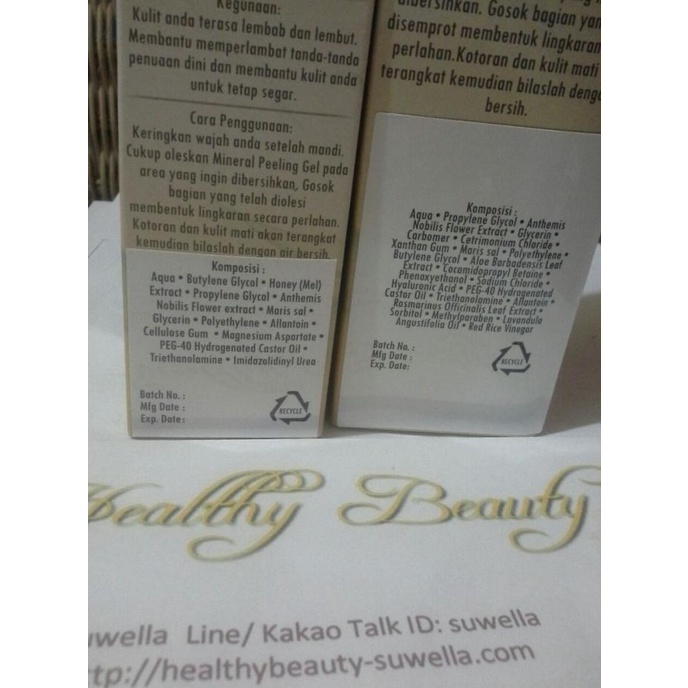 Kegunaan:
Kulit anda terasa lembab dan lembut.
Membantu memperlambat tanda-tanda
penuaan dini dan membantu kulit anda
untuk tetap segar.
Cara Penggunaan:
Keringkan wajah anda setelah mandi.
Cukup oleskan Mineral Peeling Gel pada
area yang ingin dibersihkan, Gosok
bagian yang telah diolesi
membentuk lingkaran secara perlahan.
Kotoran dan kulit mati akan terangkat
kemudian bilaslah dengan air bersih.
Komposisi :
Aqua • Butylene Glycol • Honey (Mel)
Extract • Propylene Glycol • Anthemis
Nobilis Flower extract • Maris sal •
Glycerin • Polyethylene • Allantoin •
Cellulose Gum • Magnesium Aspartate •
• PEG-40 Hydrogenated Castor Oil •
Triethanolamine • Imidazolidinyl Urea
Batch No. :
Mfg Date :
Exp. Date :
RECYCLE
dibersihkan. Gosok bagian yan
disemprot membentuk lingkaran
perlahan.Kotoran dan kulit mati
terangkat kemudian bilaslah denga
bersih.
Komposisi :
Aqua • Propylene Glycol • Anthemis
Nobilis Flower Extract • Glycerin •
Carbomer • Cetrimonium Chloride •
Xanthan Gum • Maris sal • Polyethylene •
Butylene Glycol • Aloe Barbadensis Leaf
Extract • Cocamidopropyl Betaine •
Phenoxyethanol • Sodium Chloride •
Hyaluronic Acid • PEG-40 Hydrogenated
Castor Oil • Triethanolamine • Allantoin •
Rosmarinus Officinalis Leaf Extract •
Sorbitol • Methylparaben • Lavandula
Angustifolia Oil • Red Rice Vinegar
Batch No. :
Mfg Date :
Exp. Date:
RECYCLE
Healthy Beauty
uwella Line/ Kakao Talk ID: suwella
ttp://healthybeauty-suwella.com